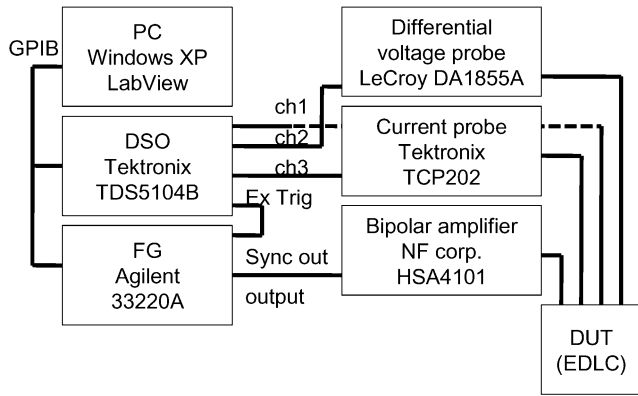 GPIB
PC
Windows XP
LabView
DSO
Tektronix
TDS5104B
FG
Agilent
33220A
ch1
ch2
ch3
Ex Trig
Sync out
output
Differential
voltage probe
LeCroy DA1855A
Current probe
Tektronix
TCP202
Bipolar amplifier
NF corp.
HSA4101
DUT
(EDLC)